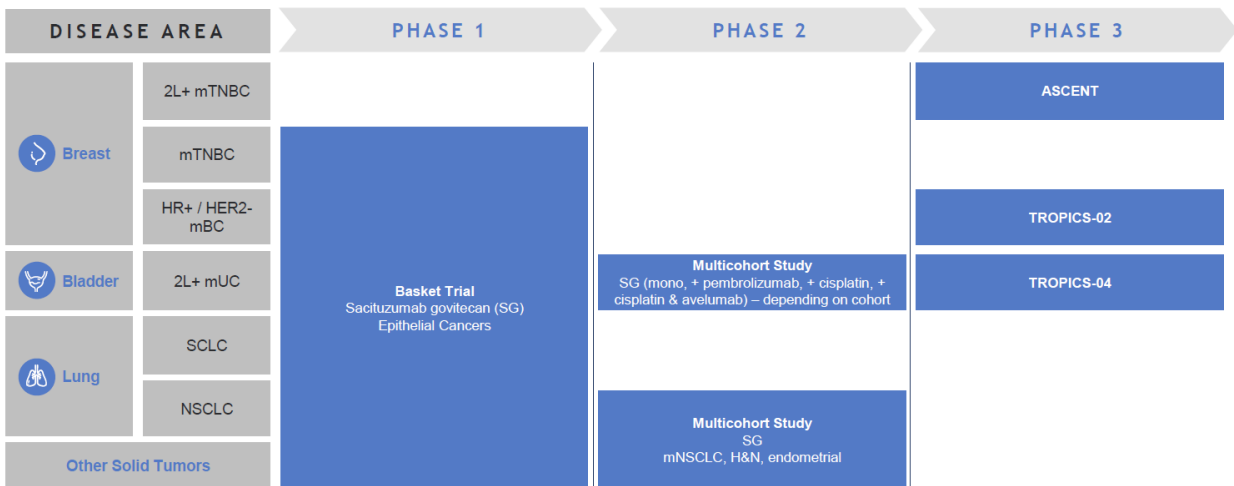 DISEASE AREA
PHASE 1
PHASE 2
PHASE 3
Breast
2L+ mTNBC
ASCENT
mTNBC
HR+ / HER2-
mBC
TROPICS-02
Basket Trial
Sacituzumab govitecan (SG)
Epithelial Cancers
Bladder
2L+ mUC
Multicohort Study
SG (mono, + pembrolizumab, + cisplatin, +
cisplatin & avelumab) – depending on cohort
TROPICS-04
Lung
SCLC
NSCLC
Multicohort Study
SG
mNSCLC, H&N, endometrial
Other Solid Tumors